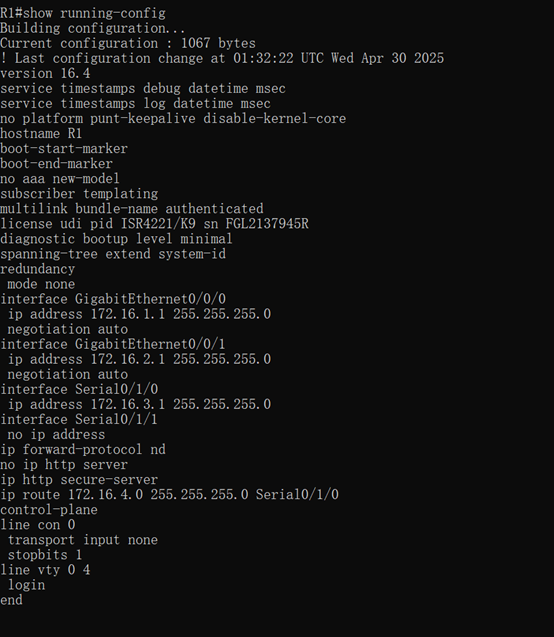 R1#show running-config
Building configuration...
Current configuration : 1067 bytes
! Last configuration change at 01:32:22 UTC Wed Apr 30 2025
version 16.4
service timestamps debug datetime msec
service timestamps log datetime msec
no platform punt-keepalive disable-kernel-core
hostname R1
boot-start-marker
boot-end-marker
no aaa new-model
subscriber templating
multilink bundle-name authenticated
license udi pid ISR4221/K9 sn FGL2137945R
diagnostic bootup level minimal
spanning-tree extend system-id
redundancy
 mode none
interface GigabitEthernet0/0/0
 ip address 172.16.1.1 255.255.255.0
 negotiation auto
interface GigabitEthernet0/0/1
 ip address 172.16.2.1 255.255.255.0
 negotiation auto
interface Serial0/1/0
 ip address 172.16.3.1 255.255.255.0
interface Serial0/1/1
 no ip address
ip forward-protocol nd
no ip http server
ip http secure-server
ip route 172.16.4.0 255.255.255.0 Serial0/1/0
control-plane
line con 0
 transport input none
 stopbits 1
line vty 0 4
 login
end